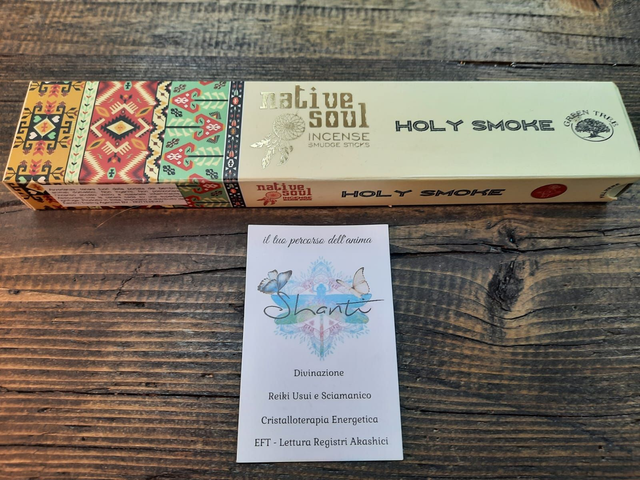 native
soul
INCENSE
SMUDGE STICKS
HOLY SMOKE
GREEN TREE
native
soul
HOLY SMOKE
il tuo percorso dell'anima
Shanti
Divinazione
Reiki Usui e Sciamanico
Cristalloterapia Energetica
EFT - Lettura Registri Akashici